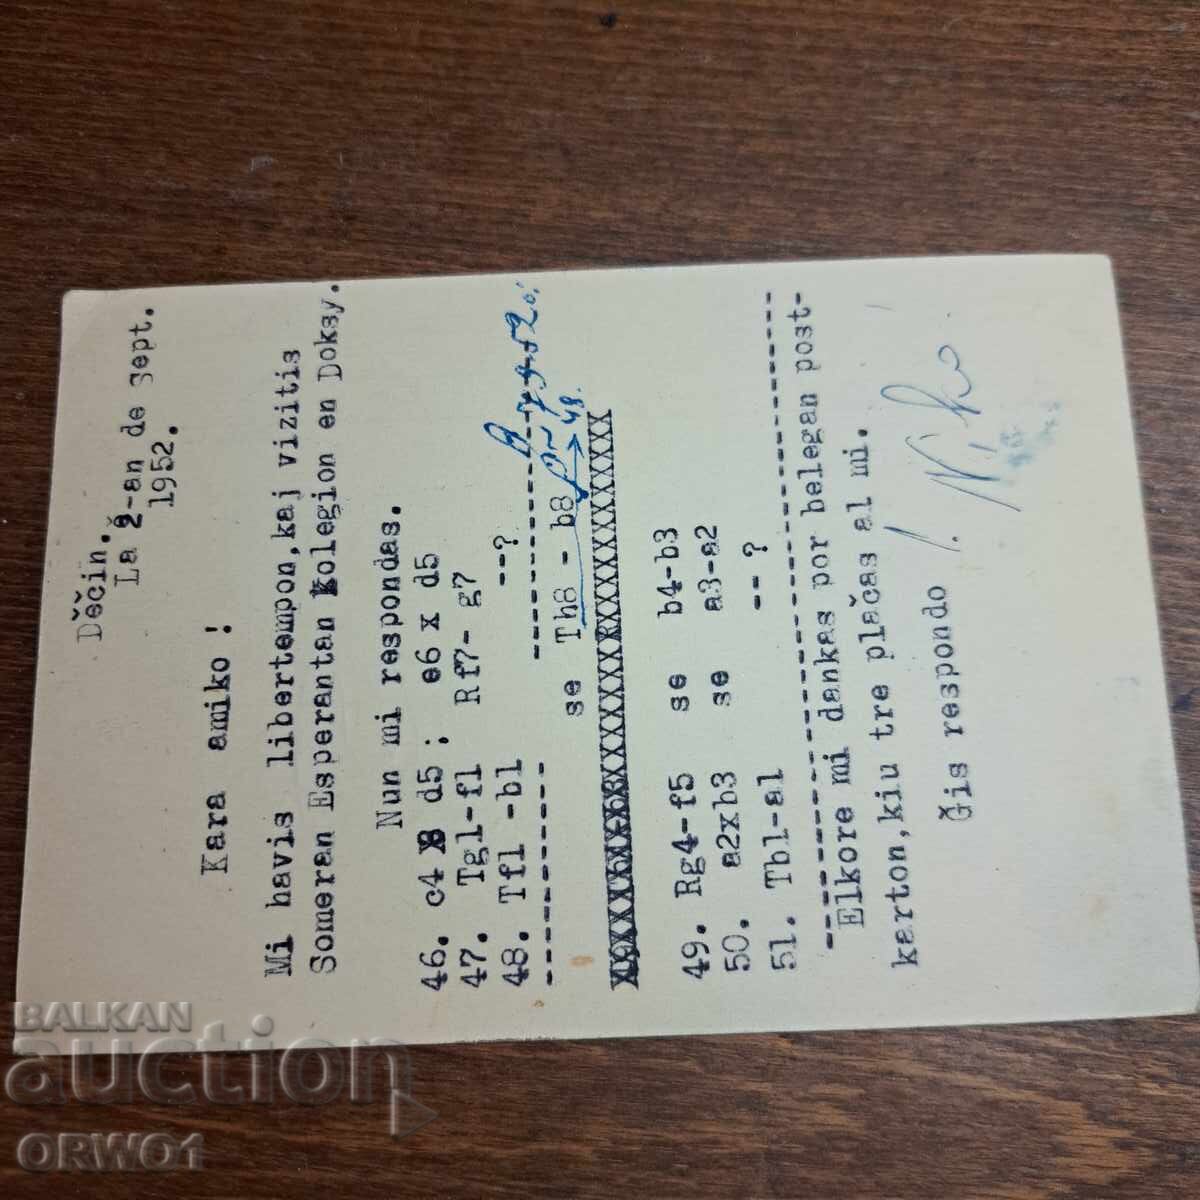 Děčín.
La 2-an de sept.
1952.
Kara amiko !
Mi havis libertempon,kaj vizitis
Someran Esperantan Kolegion en Doksy.
Nun mi respondas.
46. c4 x d5 ; e6 x d5
47. Tg1-f1 Rf7- g7
48. Tf1 -b1 --?
se Th8 - b8
48.
49. Rg4-f5 se b4-b3
50. a2xb3 se a3-a2
51. Tb1-a1 -- ?
Elkore mi dankas por belegan post-
karton,kiu tre plaĉas al mi.
Ĝis respondo
BALKAN
auction
ORWO1